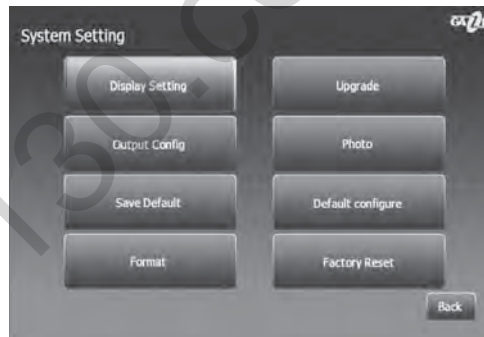 System Setting
Display Setting
Upgrade
Output Config
Photo
Save Default
Default configure
Format
Factory Reset
Back